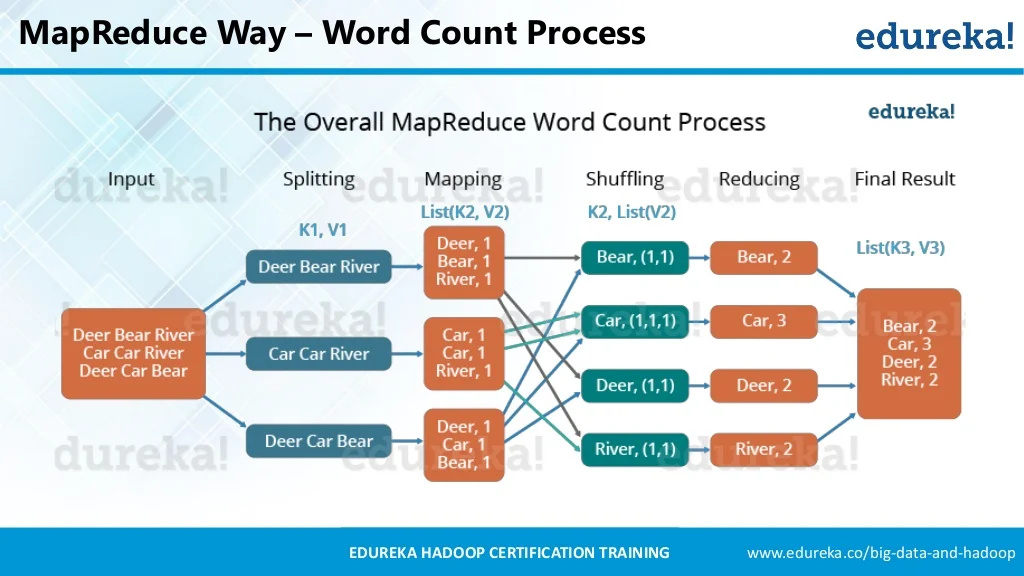 MapReduce Way – Word Count Process
edureka!
edureka!
The Overall MapReduce Word Count Process
Input
Splitting
Mapping
Shuffling
Reducing
Final Result
K1, V1
List(K2, V2)
K2, List(V2)
List(K3, V3)
Deer Bear River
Car Car River
Deer Car Bear
Deer Bear River
Car Car River
Deer Car Bear
Deer, 1
Bear, 1
River, 1
Car, 1
Car, 1
River, 1
Deer, 1
Car, 1
Bear, 1
Bear, (1,1)
Car, (1,1,1)
Deer, (1,1)
River, (1,1)
Bear, 2
Car, 3
Deer, 2
River, 2
Bear, 2
Car, 3
Deer, 2
River, 2
EDUREKA HADOOP CERTIFICATION TRAINING
www.edureka.co/big-data-and-hadoop